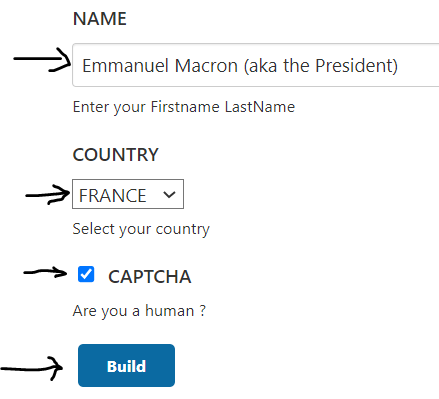 NAME
Emmanuel Macron (aka the President)
Enter your Firstname LastName
COUNTRY
FRANCE
Select your country
CAPTCHA
Are you a human ?
Build